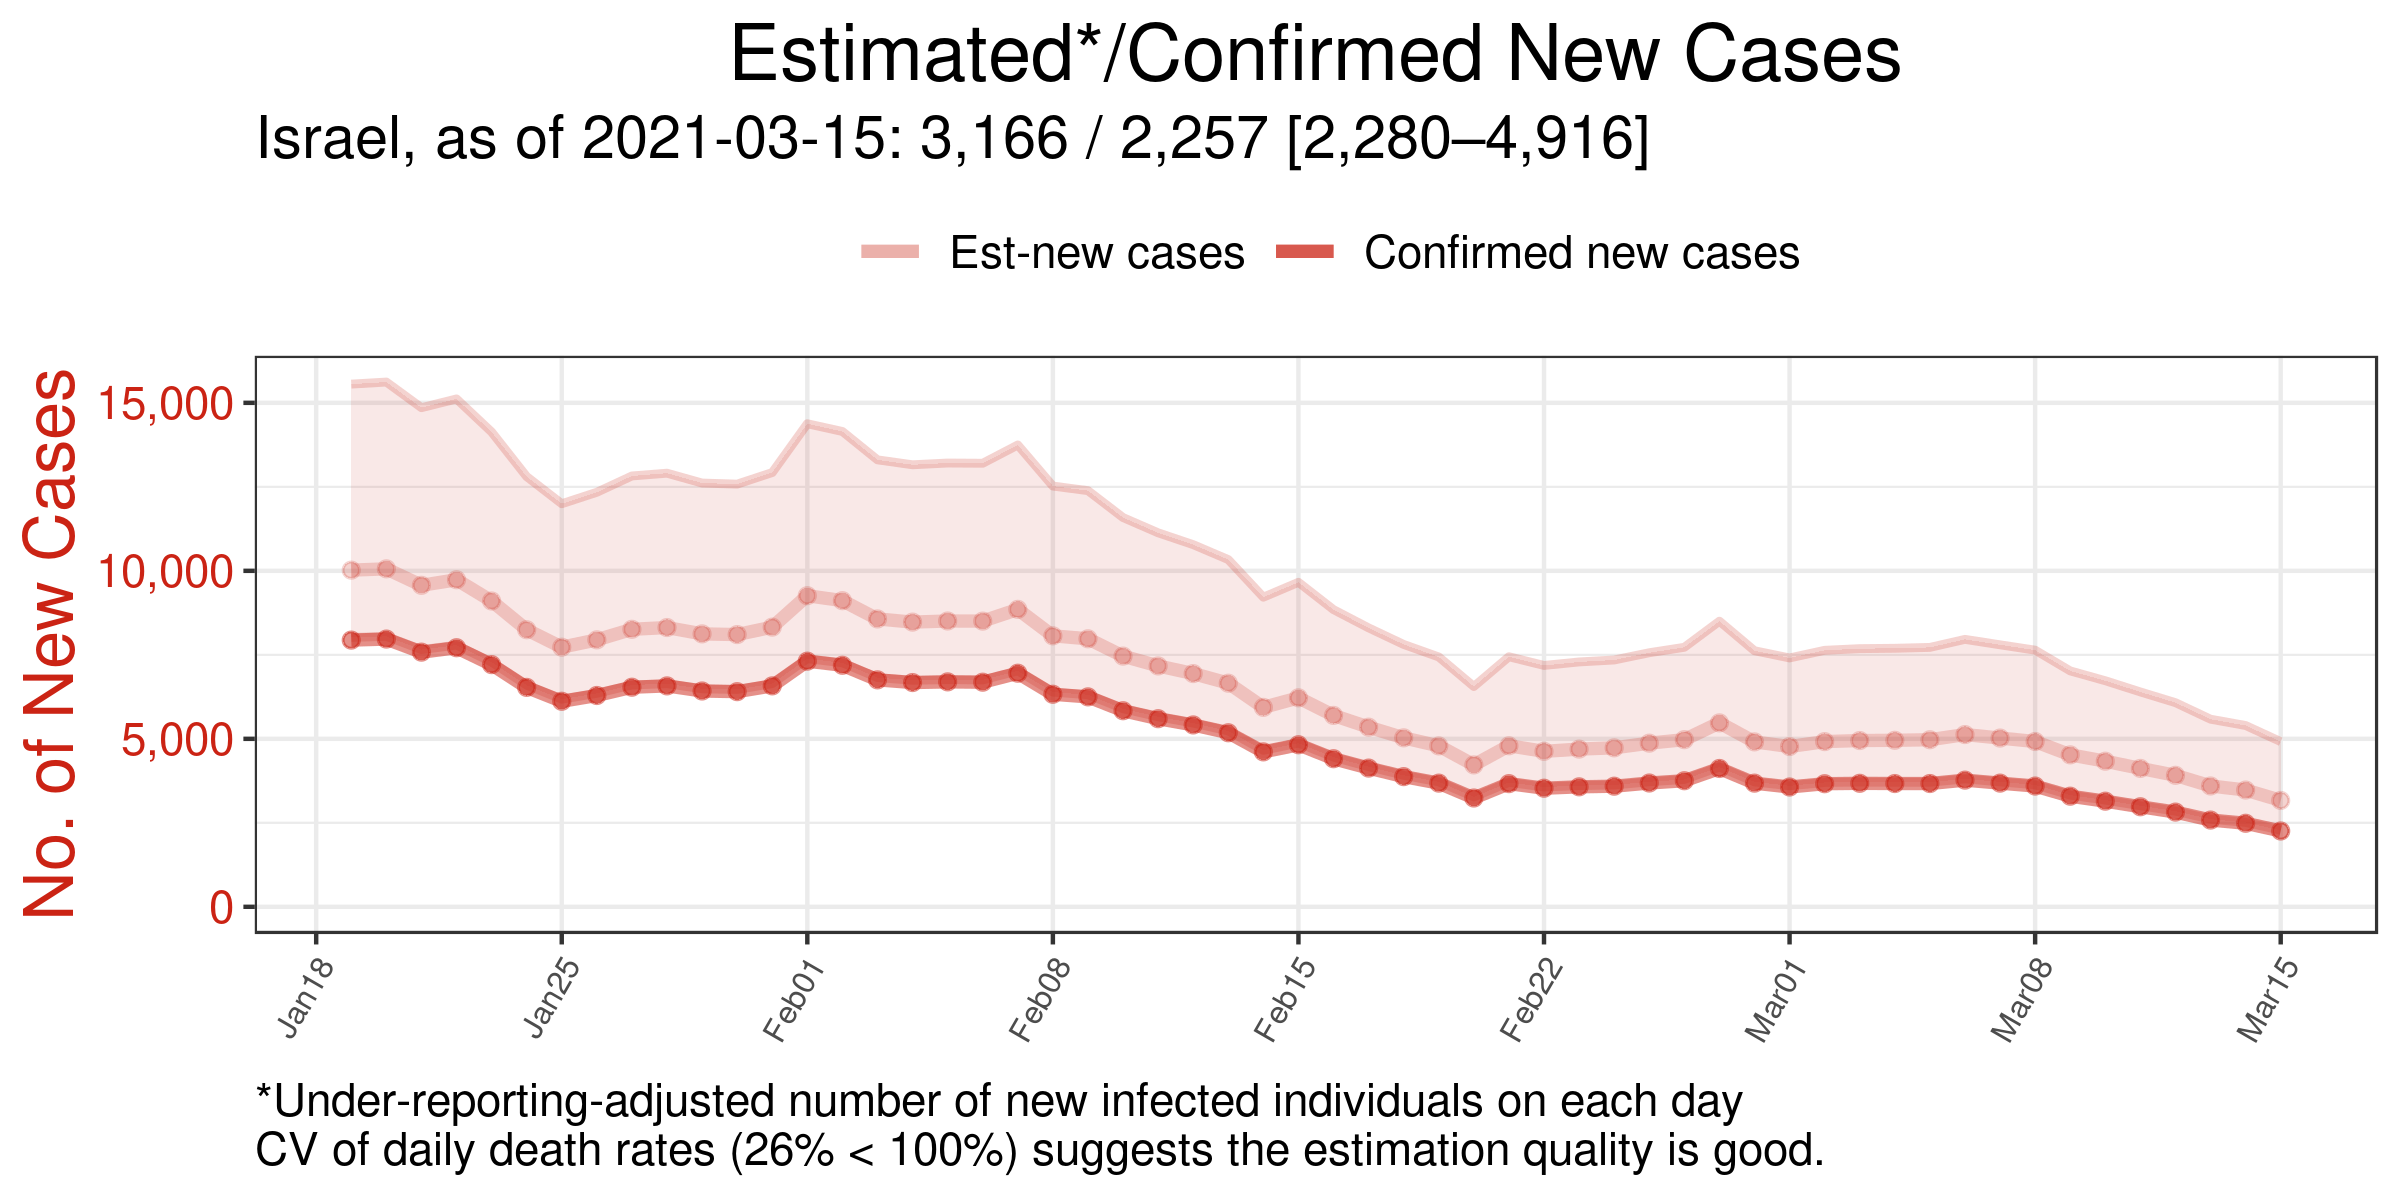 Estimated*/Confirmed New Cases
Israel, as of 2021-03-15: 3,166 / 2,257 [2,280–4,916]
Est-new cases
Confirmed new cases
No. of New Cases
15,000
10,000
5,000
0
Jan18
Jan25
Feb01
Feb08
Feb15
Feb22
Mar01
Mar08
Mar15
*Under-reporting-adjusted number of new infected individuals on each day
CV of daily death rates (26% < 100%) suggests the estimation quality is good.